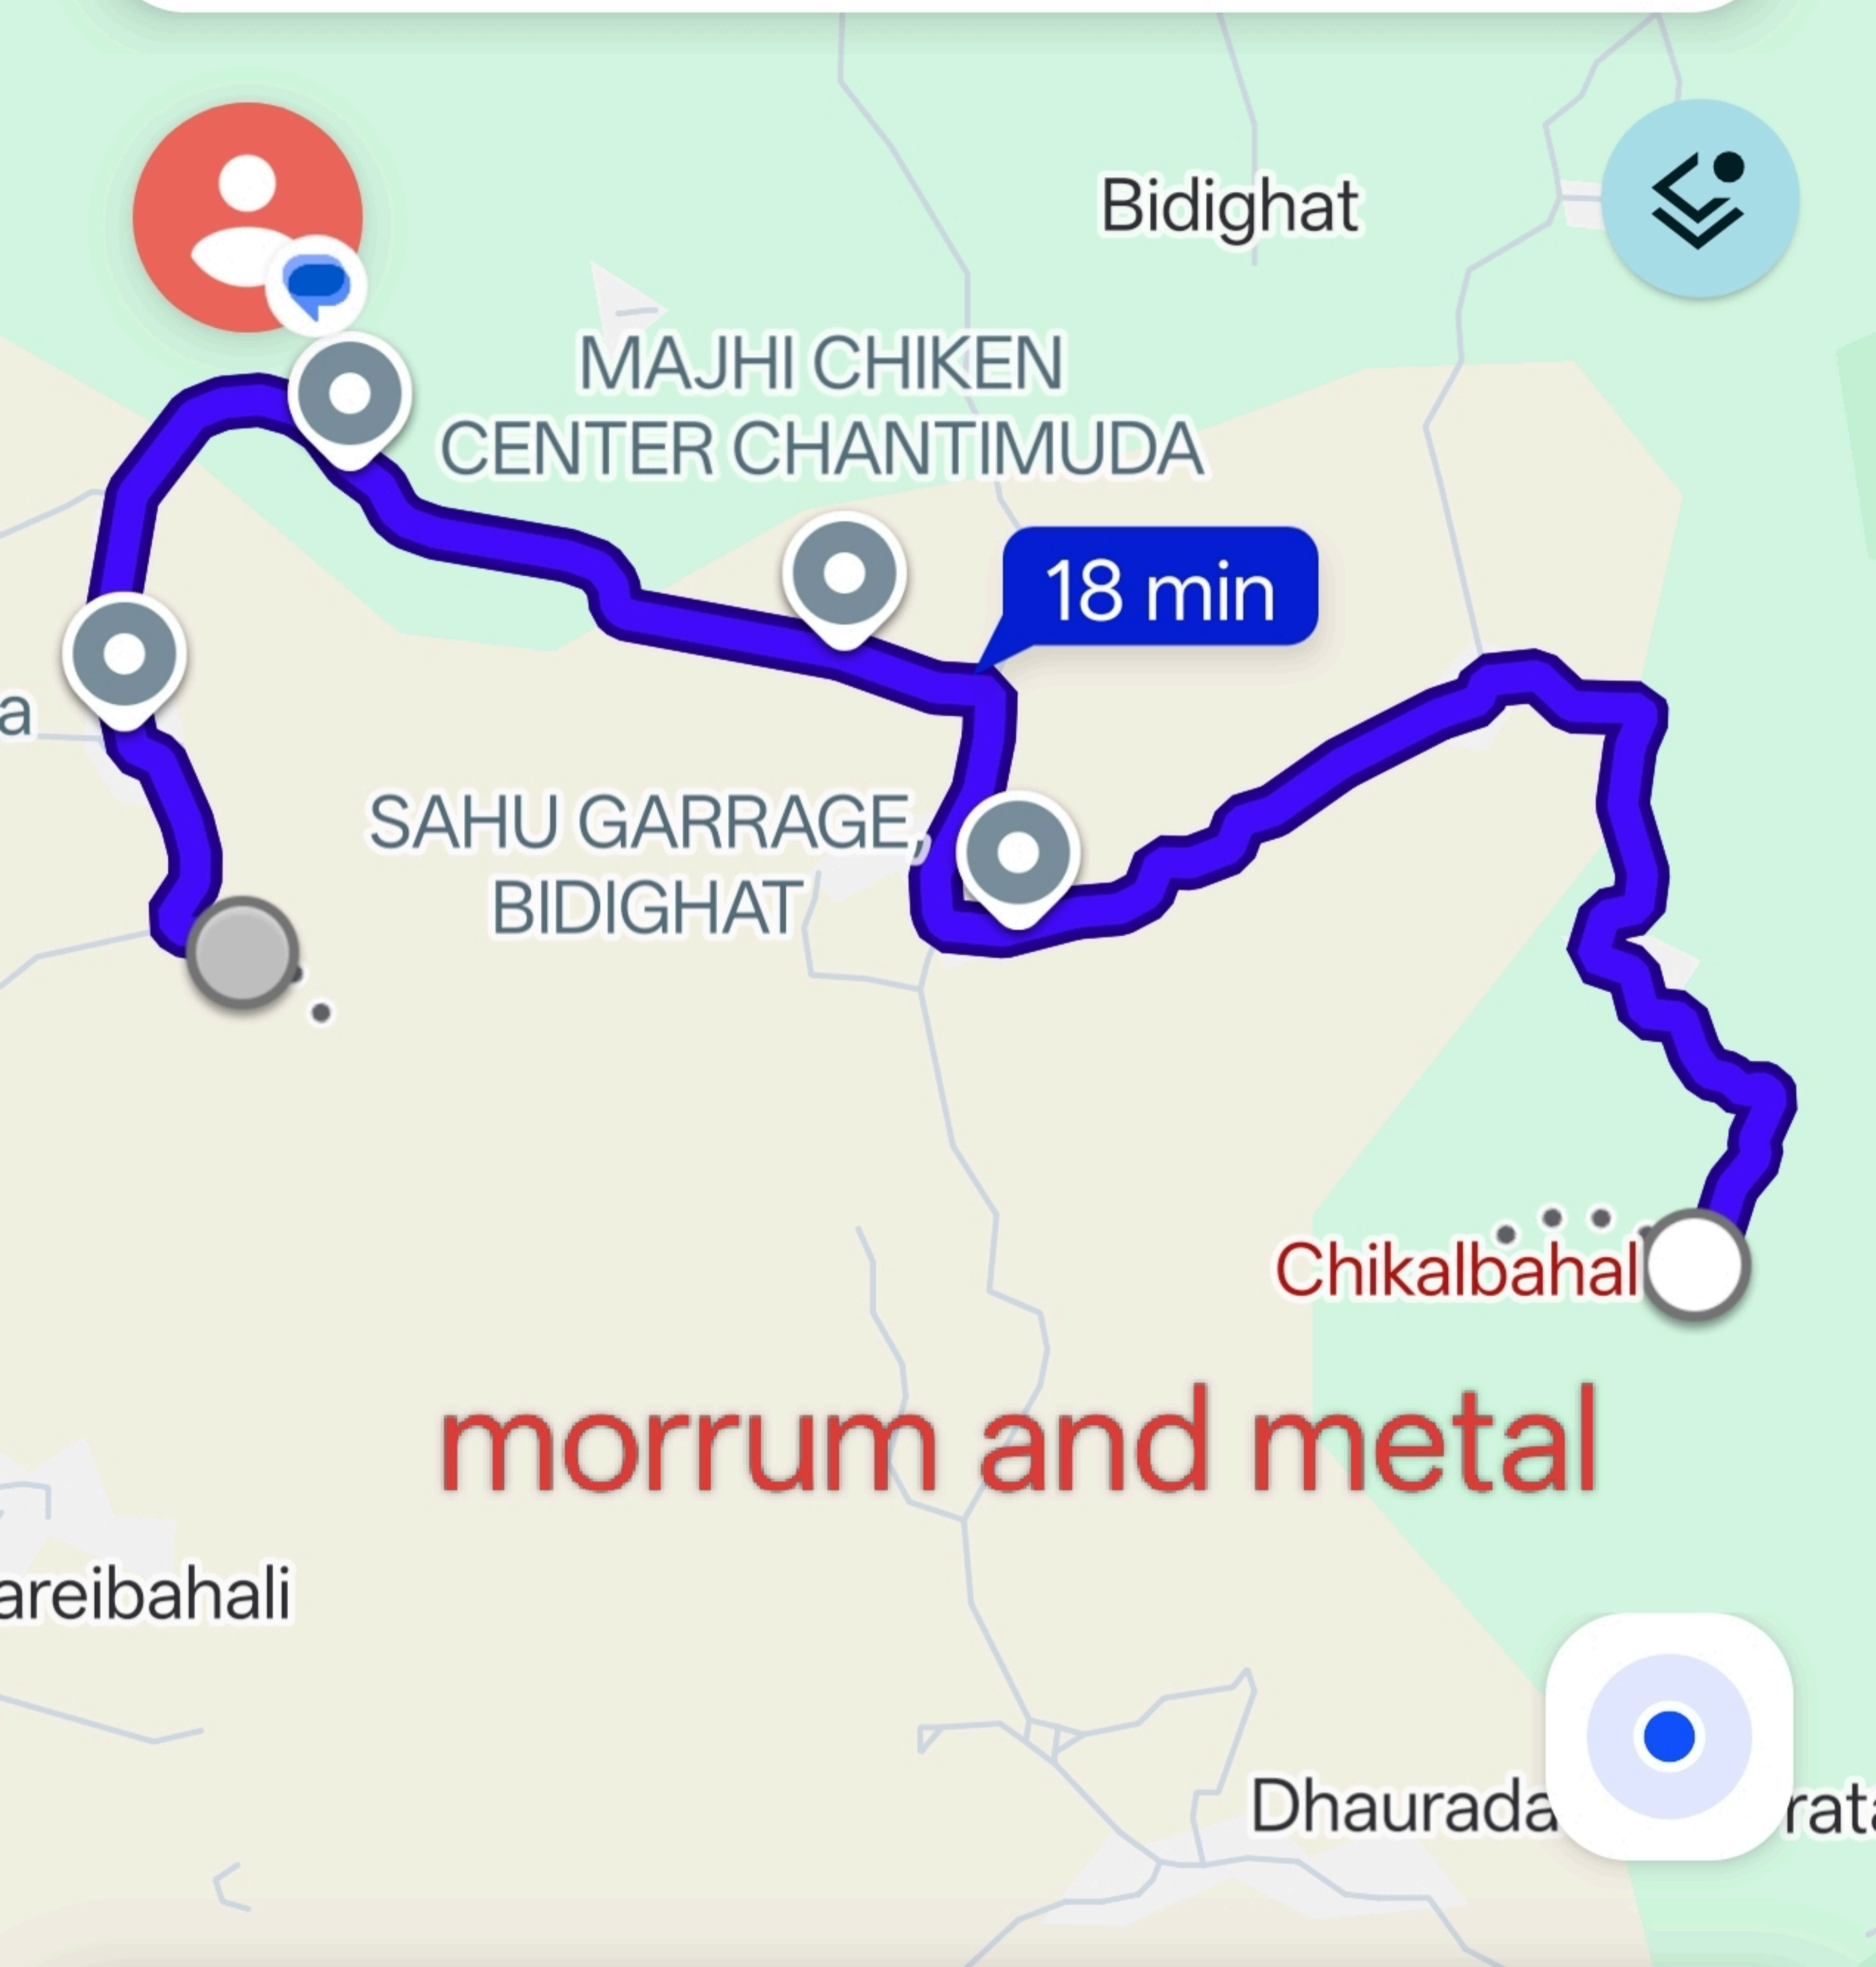 Bidighat
MAJHI CHIKEN
CENTER CHANTIMUDA
18 min
SAHU GARRAGE,
BIDIGHAT
Chikalbahal
morrum and metal
areibahali
Dhaurada